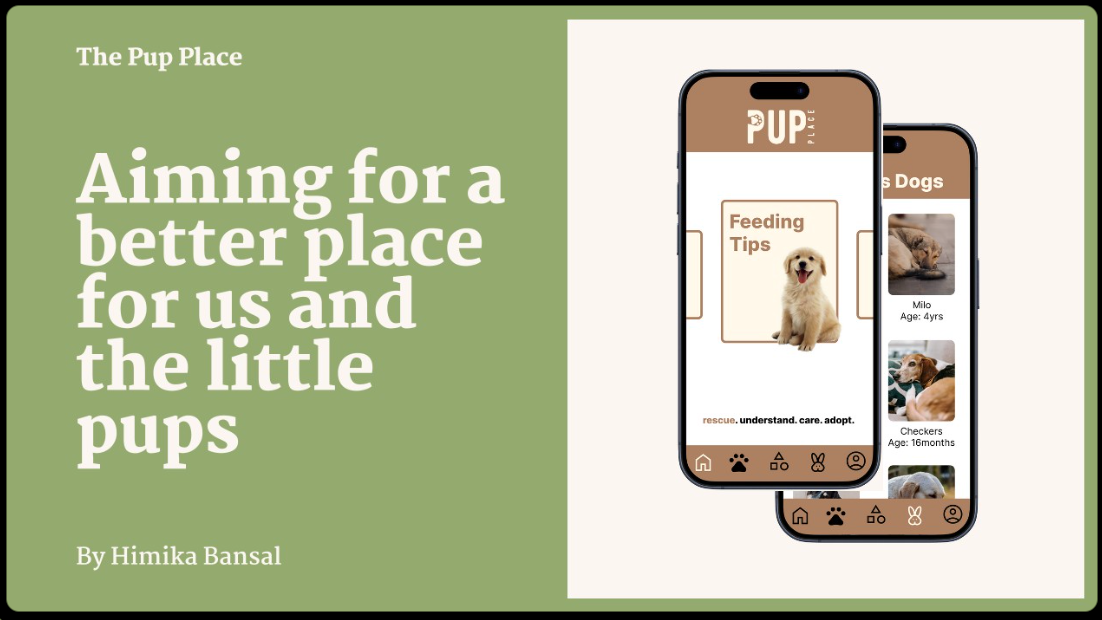 The Pup Place
Aiming for a
better place
for us and
the little
pups
By Himika Bansal
PUP
PLACE
Feeding
Tips
rescue. understand. care. adopt.
s Dogs
Milo
Age: 4yrs
Checkers
Age: 16months